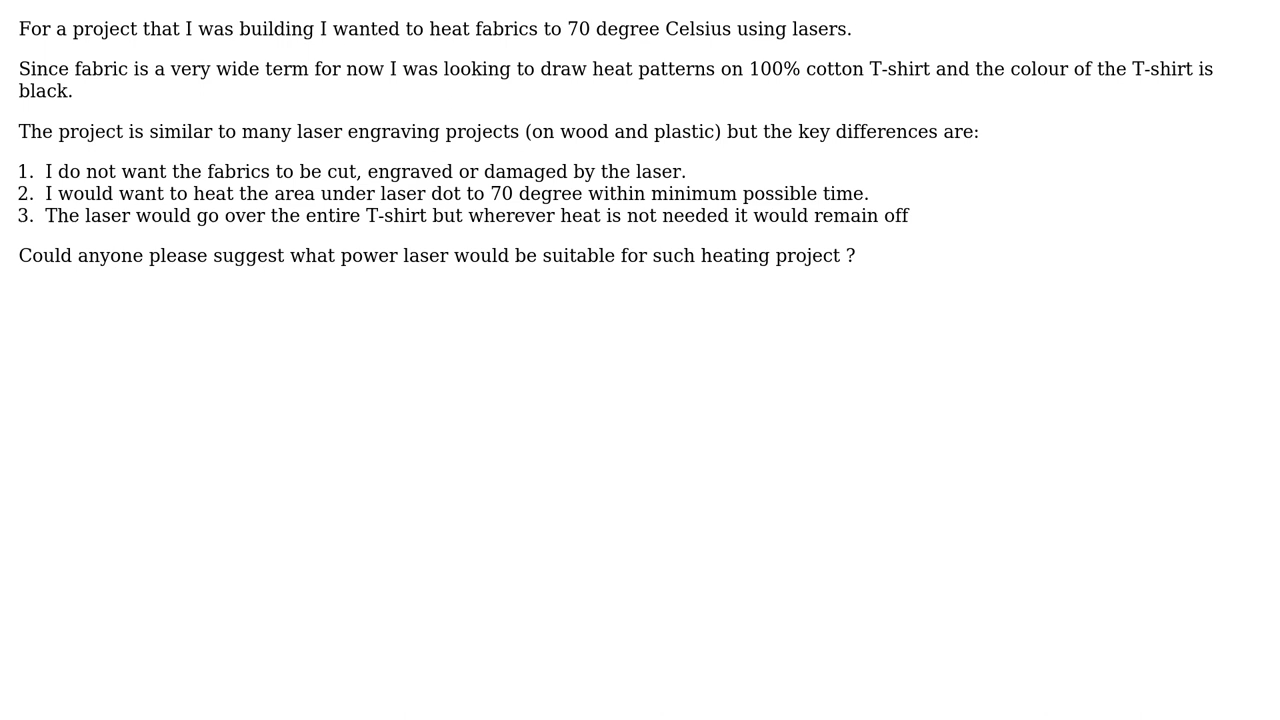 For a project that I was building I wanted to heat fabrics to 70 degree Celsius using lasers.
Since fabric is a very wide term for now I was looking to draw heat patterns on 100% cotton T-shirt and the colour of the T-shirt is
black.
The project is similar to many laser engraving projects (on wood and plastic) but the key differences are:
1. I do not want the fabrics to be cut, engraved or damaged by the laser.
2. I would want to heat the area under laser dot to 70 degree within minimum possible time.
3. The laser would go over the entire T-shirt but wherever heat is not needed it would remain off
Could anyone please suggest what power laser would be suitable for such heating project ?